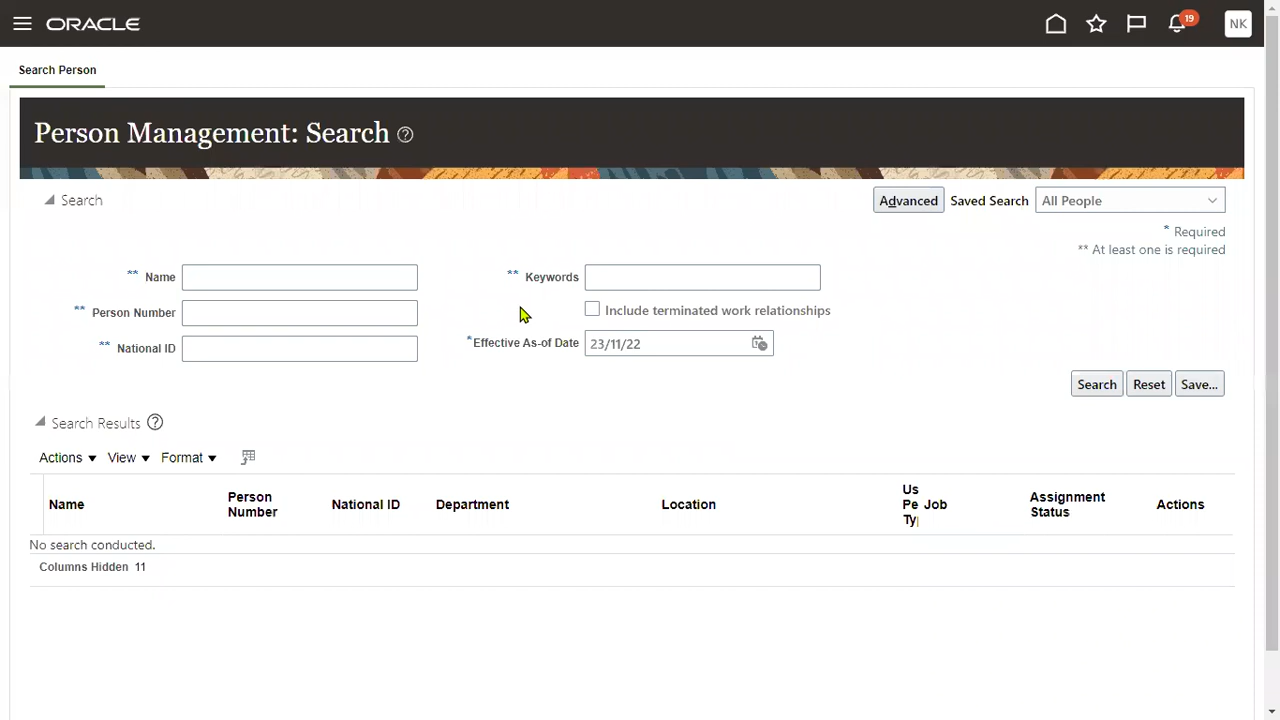 ORACLE
19
NK
Search Person
Person Management: Search
Search
Advanced Saved Search All People
* Required
** At least one is required
** Name
** Keywords
** Person Number
Include terminated work relationships
** National ID
*Effective As-of Date 23/11/22
Search Reset Save...
Search Results
Actions View Format
Name
Person Number
National ID
Department
Location
Us Pe Ty
Job
Assignment Status
Actions
No search conducted.
Columns Hidden 11